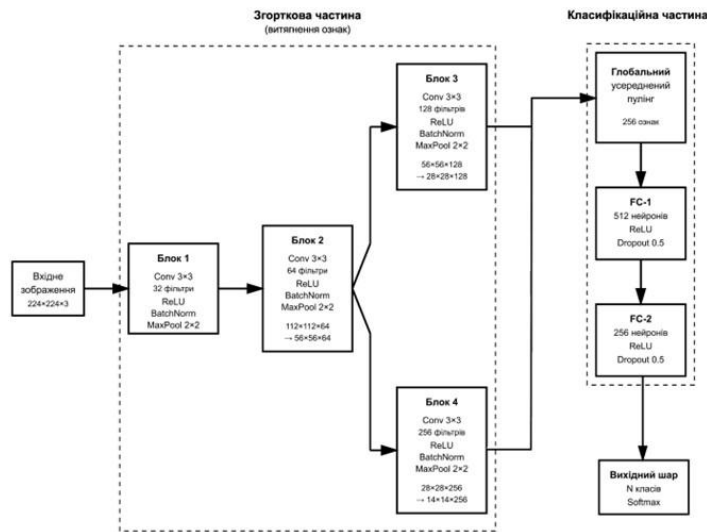 Згорткова частина
(витягнення ознак)
Класифікаційна частина
Вхідне
зображення
224×224×3
Блок 1
Conv 3×3
32 фільтри
ReLU
BatchNorm
MaxPool 2×2
Блок 2
Conv 3×3
64 фільтри
ReLU
BatchNorm
MaxPool 2×2
112×112×64
→ 56×56×64
Блок 3
Conv 3×3
128 фільтрів
ReLU
BatchNorm
MaxPool 2×2
56×56×128
→ 28×28×128
Блок 4
Conv 3×3
256 фільтрів
ReLU
BatchNorm
MaxPool 2×2
28×28×256
→ 14×14×256
Глобальний
усереднений
пулінг
256 ознак
FC-1
512 нейронів
ReLU
Dropout 0.5
FC-2
256 нейронів
ReLU
Dropout 0.5
Вихідний шар
N класів
Softmax